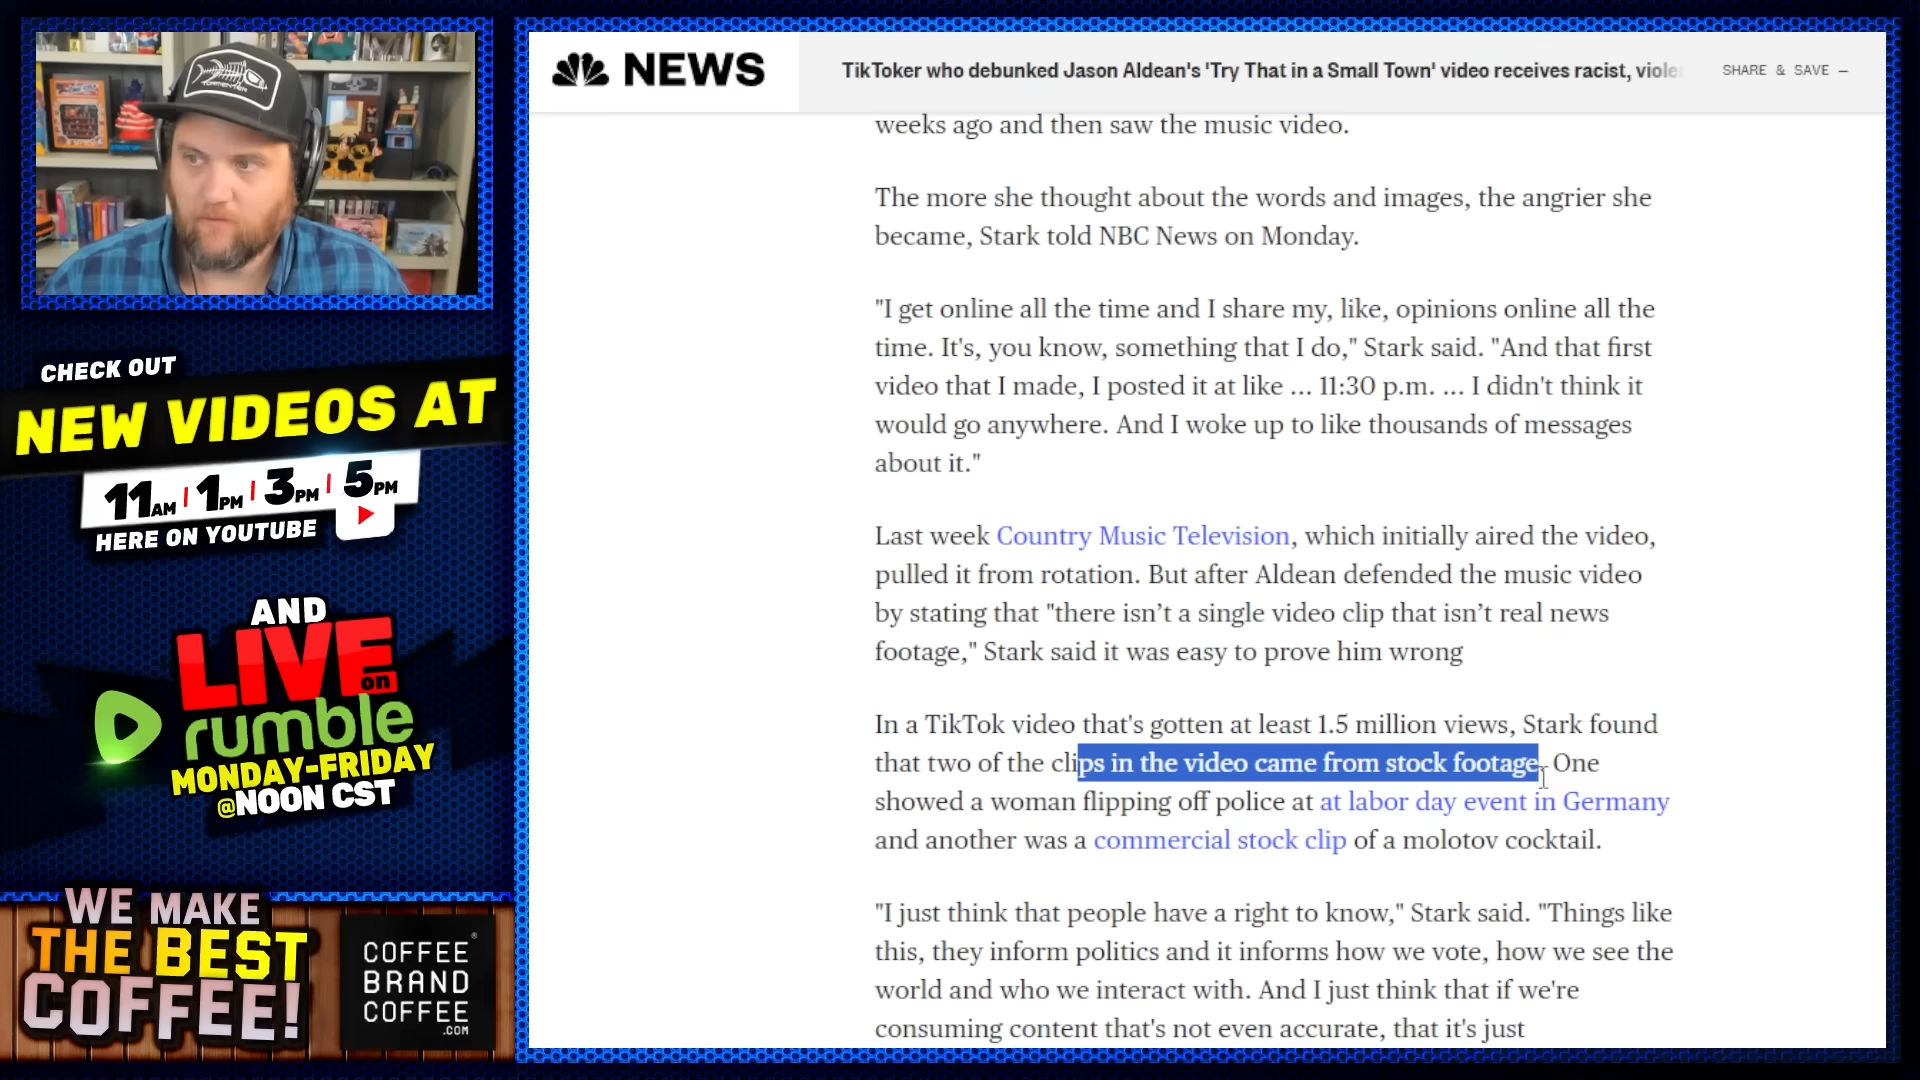 CHECK OUT
NEW VIDEOS AT
11AM | 1PM | 3PM | 5PM
HERE ON YOUTUBE
AND
LIVE on
rumble
MONDAY-FRIDAY
@NOON CST
WE MAKE
THE BEST
COFFEE!
COFFEE®
BRAND
COFFEE
.COM
NEWS
TikToker who debunked Jason Aldean's 'Try That in a Small Town' video receives racist,
SHARE & SAVE —
weeks ago and then saw the music video.
The more she thought about the words and images, the angrier she
became, Stark told NBC News on Monday.
"I get online all the time and I share my, like, opinions online all the
time. It's, you know, something that I do," Stark said. "And that first
video that I made, I posted it at like ... 11:30 p.m. ... I didn't think it
would go anywhere. And I woke up to like thousands of messages
about it."
Last week Country Music Television, which initially aired the video,
pulled it from rotation. But after Aldean defended the music video
by stating that "there isn’t a single video clip that isn’t real news
footage," Stark said it was easy to prove him wrong
In a TikTok video that's gotten at least 1.5 million views, Stark found
that two of the clips in the video came from stock footage. One
showed a woman flipping off police at at labor day event in Germany
and another was a commercial stock clip of a molotov cocktail.
"I just think that people have a right to know," Stark said. "Things like
this, they inform politics and it informs how we vote, how we see the
world and who we interact with. And I just think that if we're
consuming content that's not even accurate, that it's just